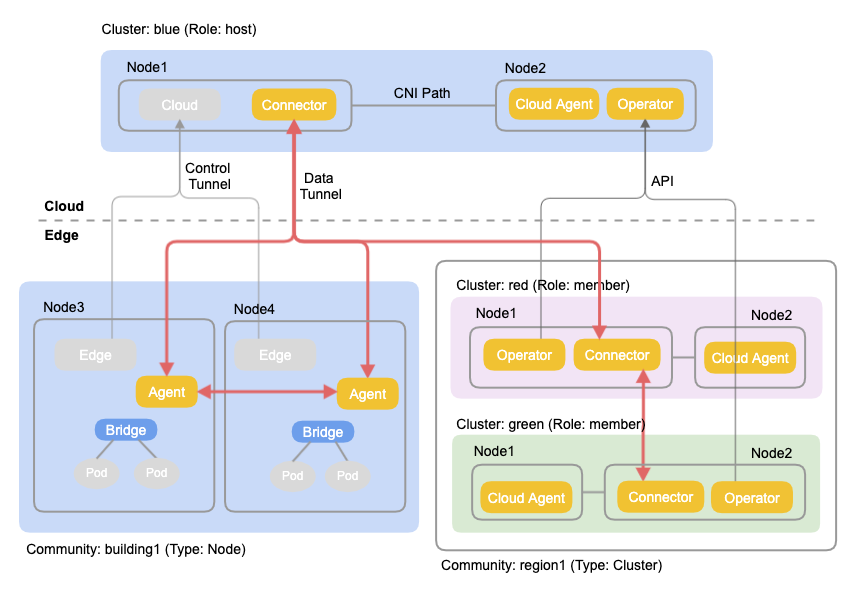 Cluster: blue (Role: host)
Node1
Node2
Cloud
Connector
CNI Path
Cloud Agent
Operator
Control
Tunnel
Data
Tunnel
API
Cloud
Edge
Cluster: red (Role: member)
Node3
Node4
Node1
Node2
Edge
Edge
Operator
Connector
Cloud Agent
Agent
Agent
Cluster: green (Role: member)
Bridge
Bridge
Node1
Node2
Pod
Pod
Pod
Pod
Cloud Agent
Connector
Operator
Community: building1 (Type: Node)
Community: region1 (Type: Cluster)